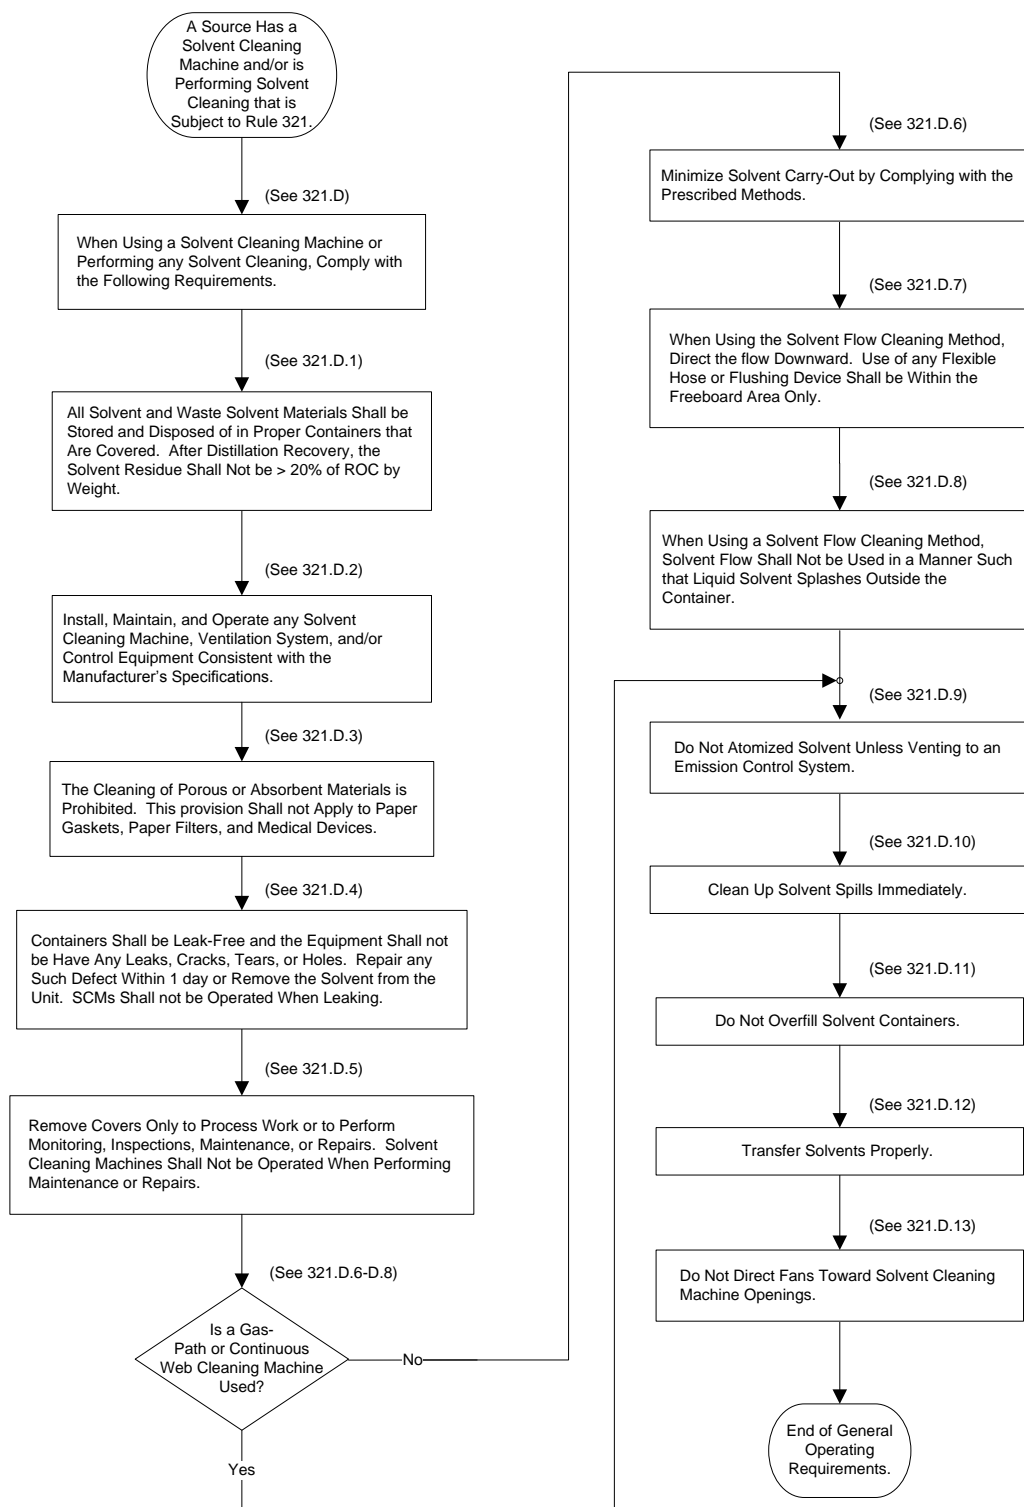 A Source Has a
Solvent Cleaning
Machine and/or is
Performing Solvent
Cleaning that is
Subject to Rule 321.
(See 321.D)
When Using a Solvent Cleaning Machine or
Performing any Solvent Cleaning, Comply with
the Following Requirements.
(See 321.D.1)
All Solvent and Waste Solvent Materials Shall be
Stored and Disposed of in Proper Containers that
Are Covered. After Distillation Recovery, the
Solvent Residue Shall Not be > 20% of ROC by
Weight.
(See 321.D.2)
Install, Maintain, and Operate any Solvent
Cleaning Machine, Ventilation System, and/or
Control Equipment Consistent with the
Manufacturer's Specifications.
(See 321.D.3)
The Cleaning of Porous or Absorbent Materials is
Prohibited. This provision Shall not Apply to Paper
Gaskets, Paper Filters, and Medical Devices.
(See 321.D.4)
Containers Shall be Leak-Free and the Equipment Shall not
be Have Any Leaks, Cracks, Tears, or Holes. Repair any
Such Defect Within 1 day or Remove the Solvent from the
Unit. SCMs Shall not be Operated When Leaking.
(See 321.D.5)
Remove Covers Only to Process Work or to Perform
Monitoring, Inspections, Maintenance, or Repairs. Solvent
Cleaning Machines Shall Not be Operated When Performing
Maintenance or Repairs.
(See 321.D.6-D.8)
Is a Gas-
Path or Continuous
Web Cleaning Machine
Used?
No
Yes
(See 321.D.6)
Minimize Solvent Carry-Out by Complying with the
Prescribed Methods.
(See 321.D.7)
When Using the Solvent Flow Cleaning Method,
Direct the flow Downward. Use of any Flexible
Hose or Flushing Device Shall be Within the
Freeboard Area Only.
(See 321.D.8)
When Using a Solvent Flow Cleaning Method,
Solvent Flow Shall Not be Used in a Manner Such
that Liquid Solvent Splashes Outside the
Container.
(See 321.D.9)
Do Not Atomized Solvent Unless Venting to an
Emission Control System.
(See 321.D.10)
Clean Up Solvent Spills Immediately.
(See 321.D.11)
Do Not Overfill Solvent Containers.
(See 321.D.12)
Transfer Solvents Properly.
(See 321.D.13)
Do Not Direct Fans Toward Solvent Cleaning
Machine Openings.
End of General
Operating
Requirements.